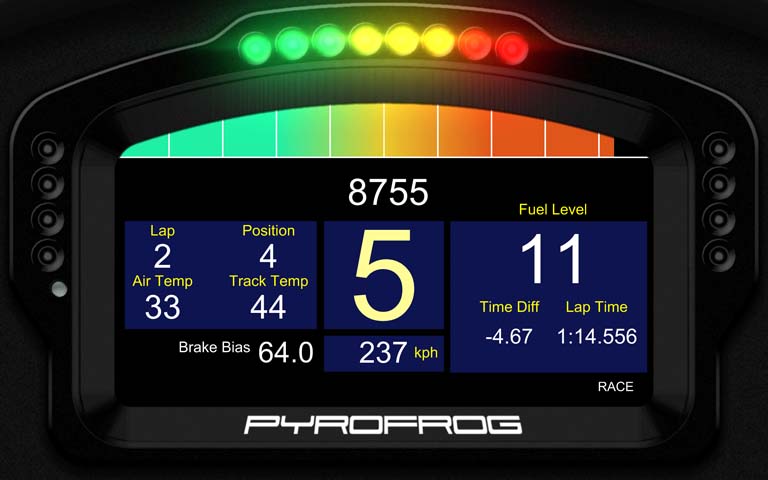 8755
Fuel Level
Lap Position
2 4
Air Temp Track Temp
33 44
5
11
Time Diff Lap Time
-4.67 1:14.556
Brake Bias 64.0
237 kph
RACE
PYROFROG